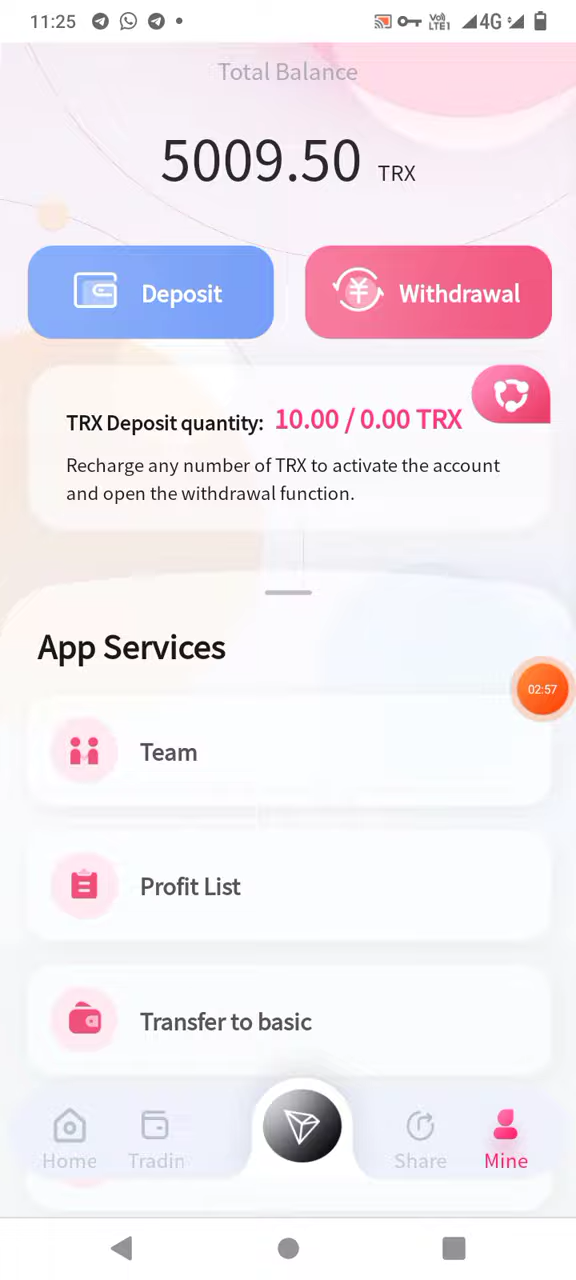 11:25
Vo) LTE1 4G
Total Balance
5009.50 TRX
Deposit
Withdrawal
TRX Deposit quantity: 10.00 / 0.00 TRX
Recharge any number of TRX to activate the account
and open the withdrawal function.
App Services
02:57
Team
Profit List
Transfer to basic
Home Tradin Share Mine